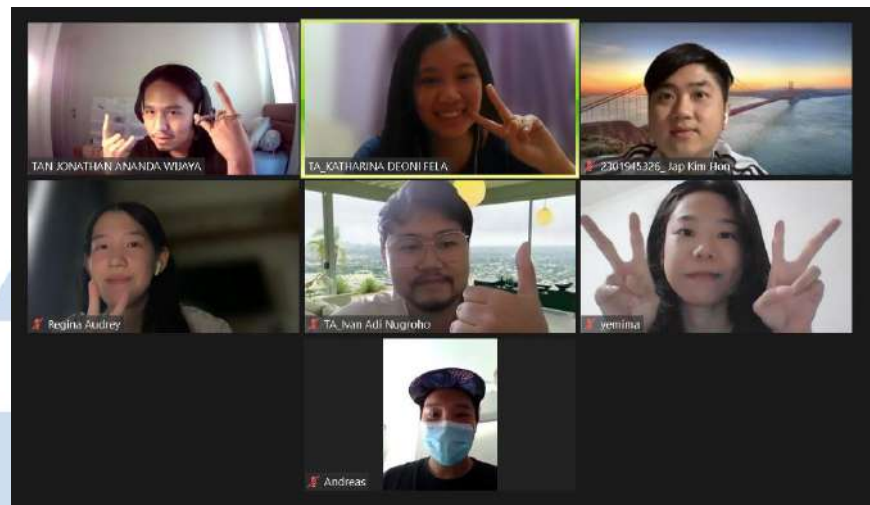 TAN JONATHAN ANANDA WIJAYA
TA_KATHARINA DEONI FELA
2301945326_Jap Kim Hon
Regina Audrey
TA_Ivan Adi Nugroho
yemima
Andreas